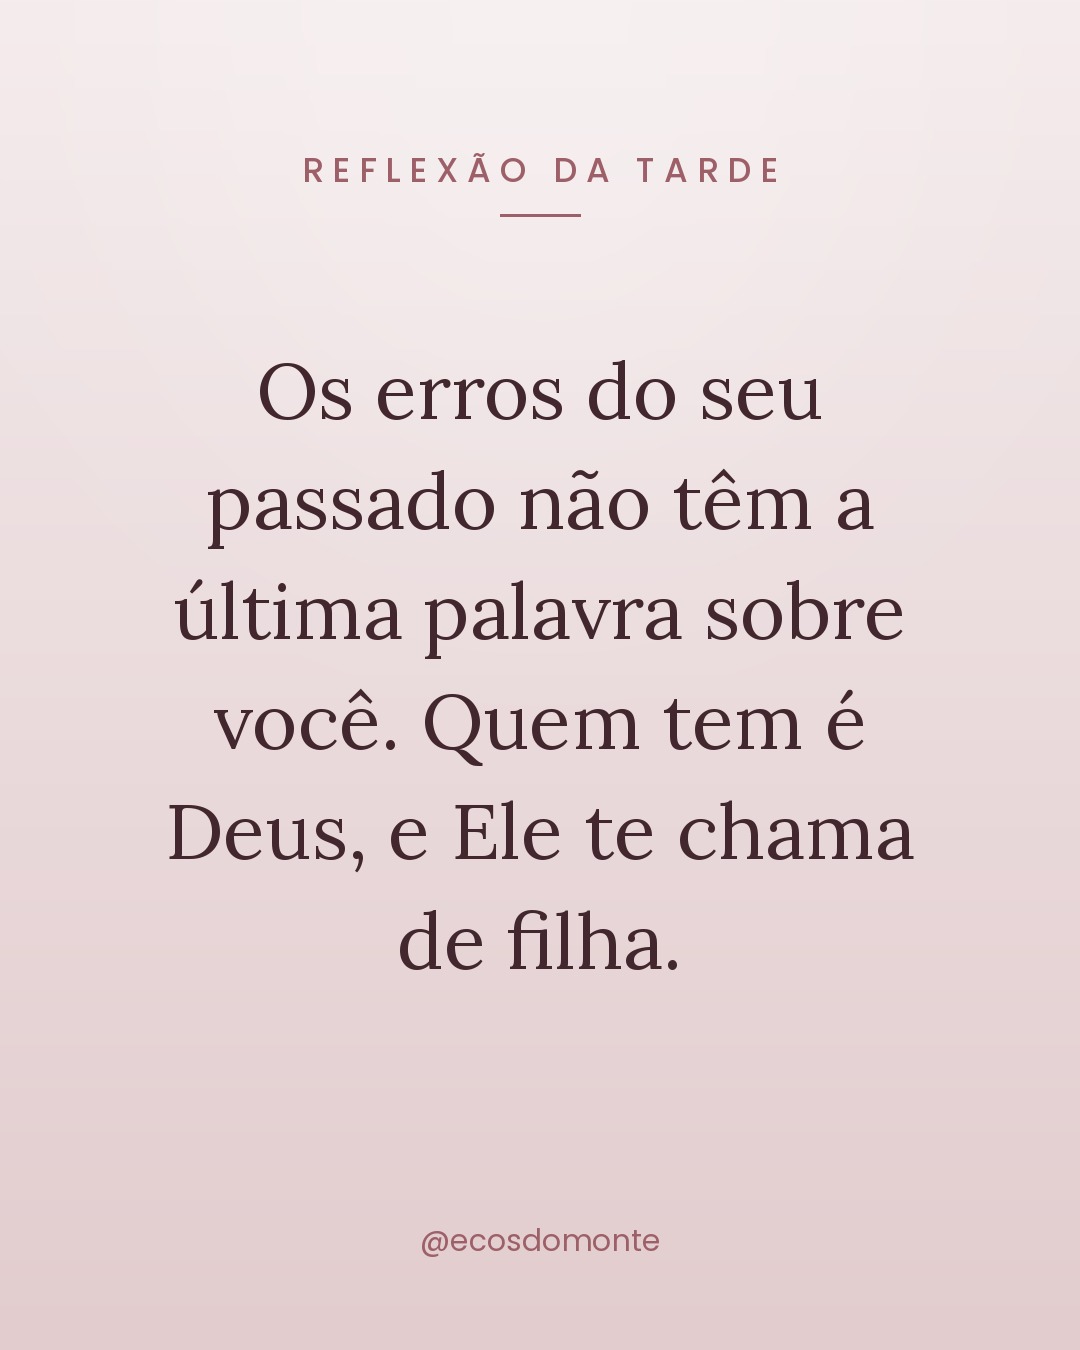 REFLEXÃO DA TARDE
Os erros do seu
passado não têm a
última palavra sobre
você. Quem tem é
Deus, e Ele te chama
de filha.
@ecosdomonte